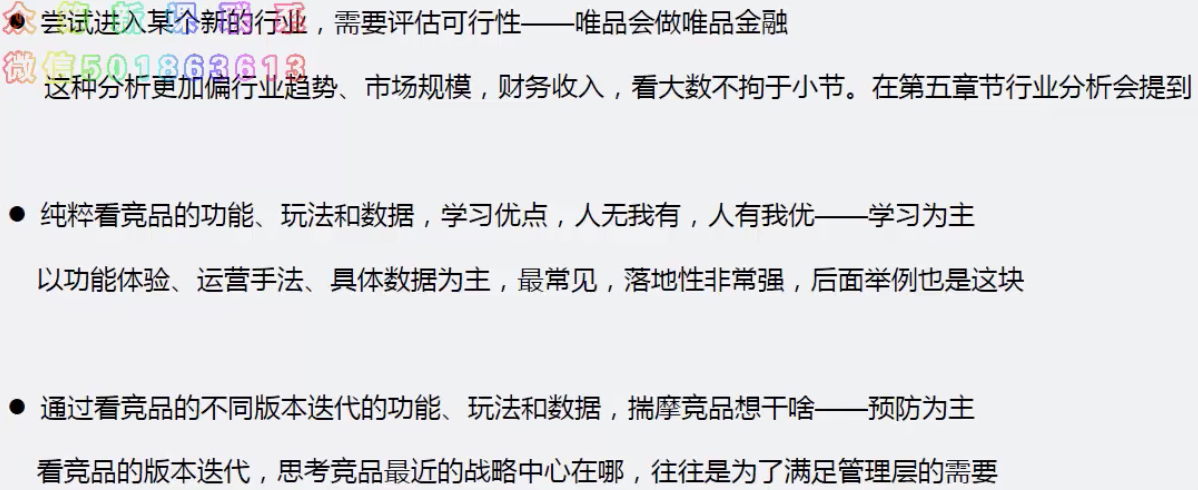 ● 尝试进入某个新的行业，需要评估可行性——唯品会做唯品金融
微信501863613
这种分析更加偏行业趋势、市场规模，财务收入，看大数不拘于小节。在第五章节行业分析会提到
● 纯粹看竞品的功能、玩法和数据，学习优点，人无我有，人有我优——学习为主
以功能体验、运营手法、具体数据为主，最常见，落地性非常强，后面举例也是这块
● 通过看竞品的不同版本迭代的功能、玩法和数据，揣摩竞品想干啥——预防为主
看竞品的版本迭代，思考竞品最近的战略中心在哪，往往是为了满足管理层的需要